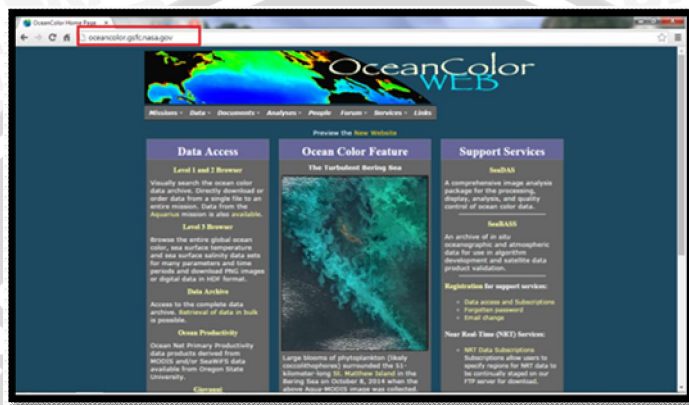 OceanColor Home Page
oceancolor.gsfc.nasa.gov
OceanColor
WEB
Missions Data Documents Analyses People Forum Services Links
Preview the New Website
Data Access
Level 1 and 2 Browser
Visually search the ocean color
data archive. Directly download or
order data from a single file to an
entire mission. Data from the
Aquarius mission is also available.
Level 3 Browser
Browse the entire global ocean
color, sea surface temperature
and sea surface salinity data sets
for many parameters and time
periods and download PNG images
or digital data in HDF format.
Data Archive
Access to the complete data
archive. Retrieval of data in bulk
is possible.
Ocean Productivity
Ocean Net Primary Productivity
data products derived from
MODIS and/or SeaWiFS data
available from Oregon State
University.
Giovanni
Ocean Color Feature
The Turbulent Bering Sea
Large blooms of phytoplankton (likely
coccolithophores) surrounded the 51-
kilometer-long St. Matthew Island in the
Bering Sea on October 8, 2014 when the
above Aqua-MODIS image was collected.
Support Services
SeaDAS
A comprehensive image analysis
package for the processing,
display, analysis, and quality
control of ocean color data.
SeaBASS
An archive of in situ
oceanographic and atmospheric
data for use in algorithm
development and satellite data
product validation.
Registration for support services:
Data access and Subscriptions
Forgotten password
Email change
Near Real-Time (NRT) Services:
NRT Data Subscriptions
Subscriptions allow users to
specify regions for NRT data to
be continually staged on our
FTP server for download.